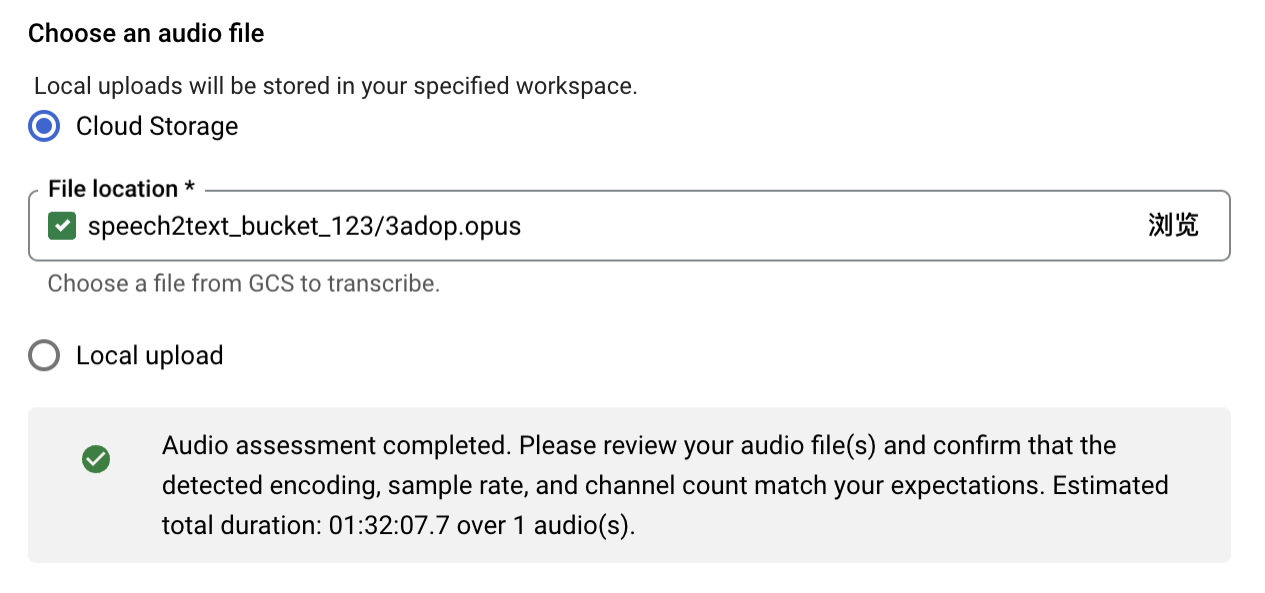 Choose an audio file
Local uploads will be stored in your specified workspace.
Cloud Storage
File location *
speech2text_bucket_123/3adop.opus 浏览
Choose a file from GCS to transcribe.
Local upload
Audio assessment completed. Please review your audio file(s) and confirm that the
detected encoding, sample rate, and channel count match your expectations. Estimated
total duration: 01:32:07.7 over 1 audio(s).